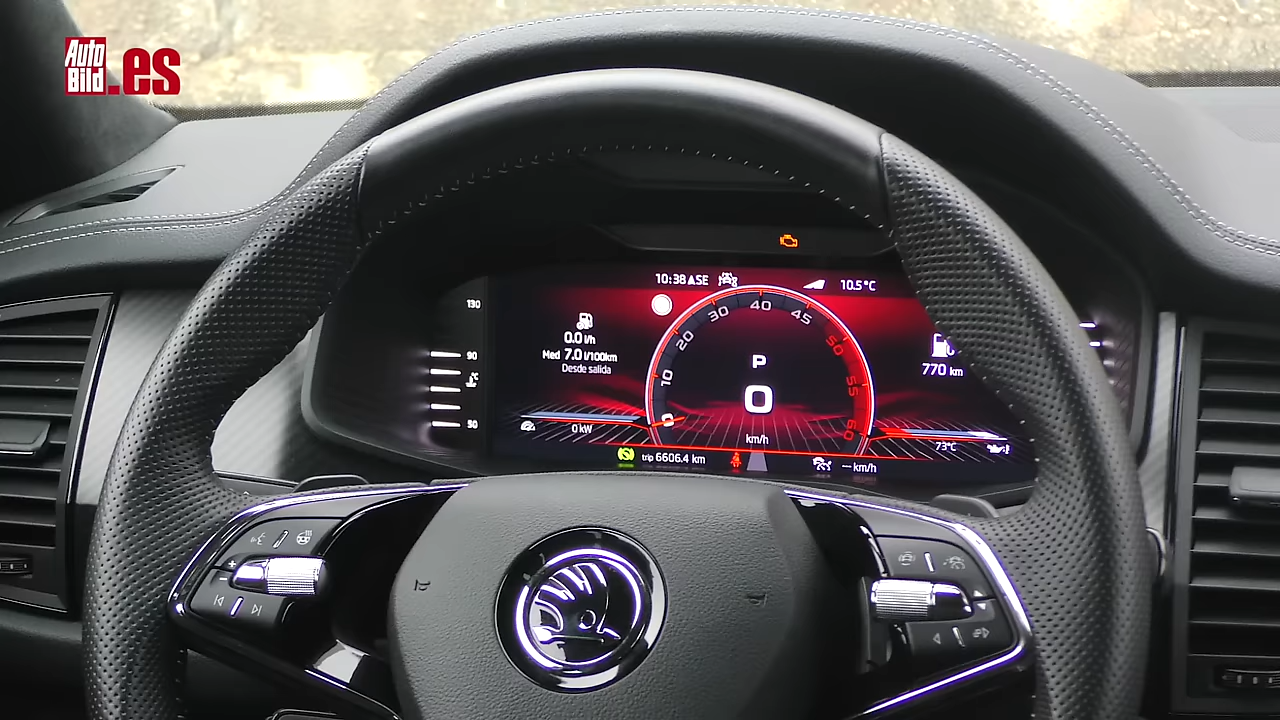 Auto
Bild
.es
10:38 ASE
10.5°C
130
90
50
0.0 l/h
Med 7.0 l/100km
Desde salida
0 kW
0
10
20
30
40
45
50
55
60
P
0
km/h
770 km
73°C
trip 6606.4 km
--- km/h